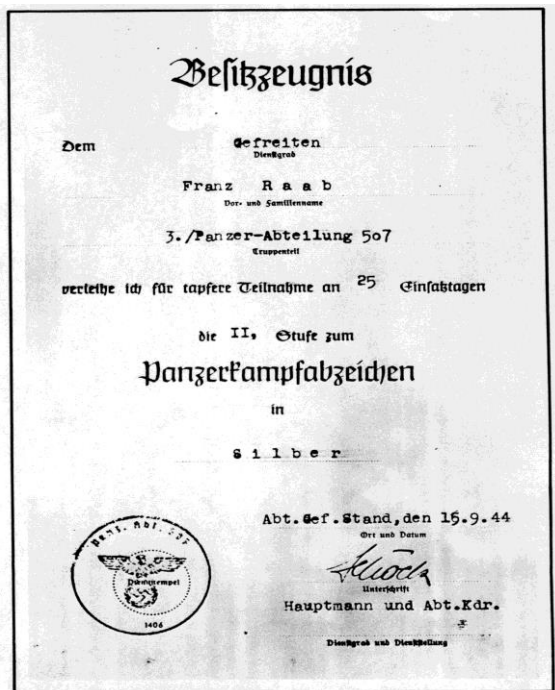 Besitzzeugnis
Dem Gefreiten
Dienstgrad
Franz Raab
Vor- und Familienname
3./Panzer-Abteilung 507
Truppenteil
verleihe ich für tapfere Teilnahme an 25 Einsatztagen
die II, Stufe zum
Panzerkampfabzeichen
in
Silber
Abt.Gef.Stand,den 15.9.44
Ort und Datum
Panz. Abt. 507
Dienststempel
1406
Schöck
Unterschrift
Hauptmann und Abt.Kdr.
Dienstgrad und Dienststellung